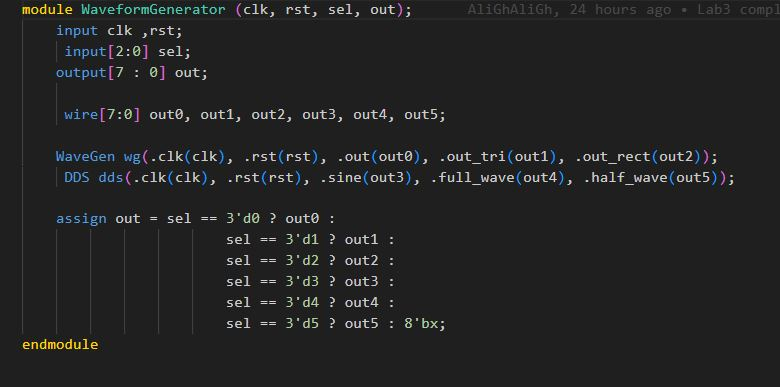 module WaveformGenerator (clk, rst, sel, out); AliGhAliGh, 24 hours ago • Lab3 compl
input clk ,rst;
input[2:0] sel;
output[7 : 0] out;
wire[7:0] out0, out1, out2, out3, out4, out5;
WaveGen wg(.clk(clk), .rst(rst), .out(out0), .out_tri(out1), .out_rect(out2));
DDS dds(.clk(clk), .rst(rst), .sine(out3), .full_wave(out4), .half_wave(out5));
assign out = sel == 3'd0 ? out0 :
sel == 3'd1 ? out1 :
sel == 3'd2 ? out2 :
sel == 3'd3 ? out3 :
sel == 3'd4 ? out4 :
sel == 3'd5 ? out5 : 8'bx;
endmodule